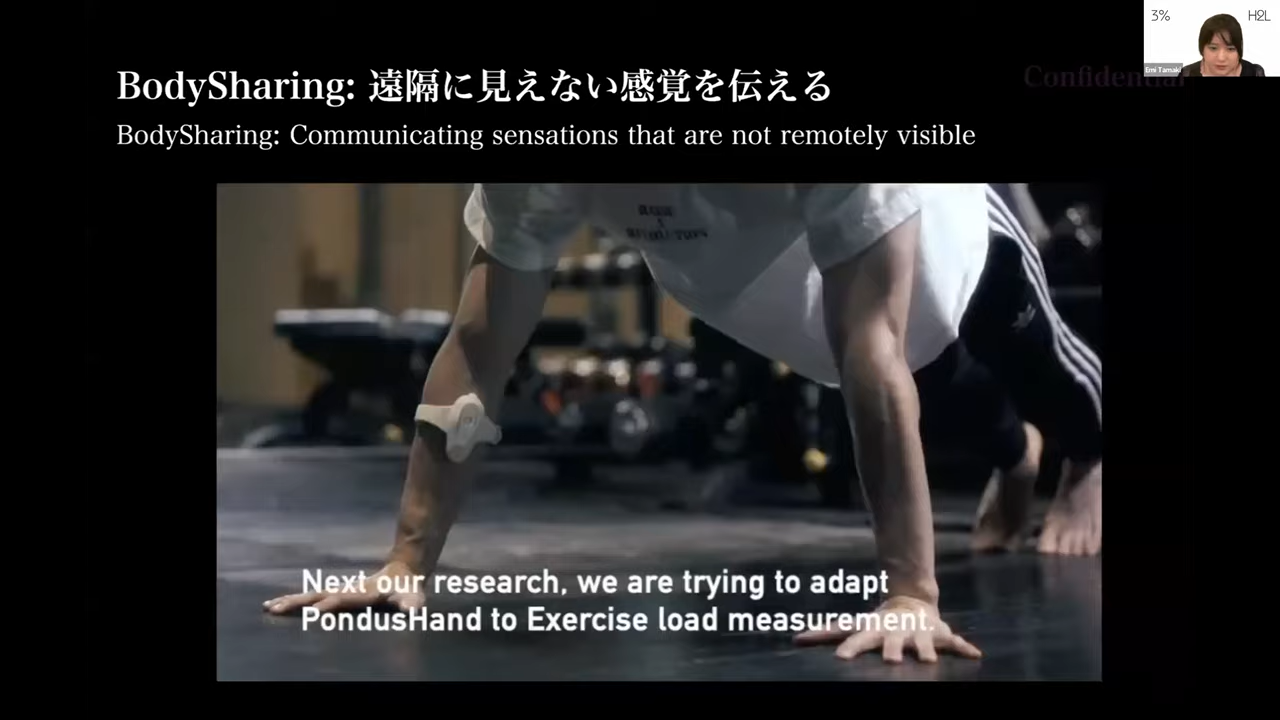 3%
H2L
Emi Tamaki
Confidential
BodySharing: 遠隔に見えない感覚を伝える
BodySharing: Communicating sensations that are not remotely visible
Next our research, we are trying to adapt
PondusHand to Exercise load measurement.